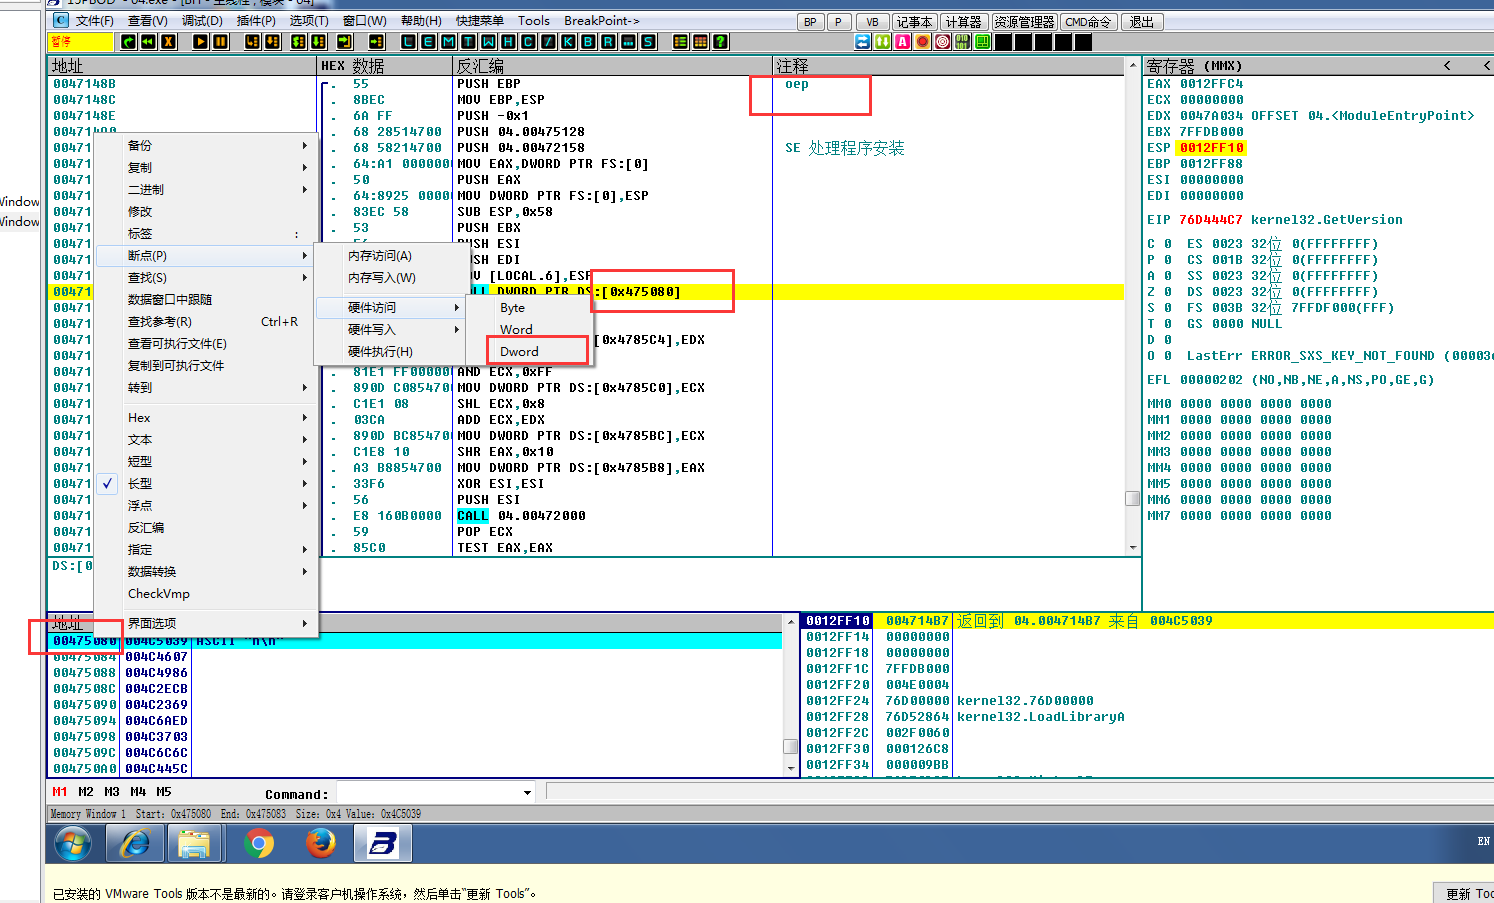 文件(F) 查看(V) 调试(D) 插件(P) 选项(T) 窗口(W) 帮助(H) 快捷菜单 Tools BreakPoint-> BP P VB 记事本 计算器 资源管理器 CMD命令 退出
暂停 L E M T W H C / K B R ... S ?
地址 HEX 数据 反汇编 注释
0047148B 55 PUSH EBP oep
0047148C 8BEC MOV EBP,ESP
0047148E 6A FF PUSH -0x1
00471490 68 28514700 PUSH 04.00475128
00471 68 58214700 PUSH 04.00472158 SE 处理程序安装
00471 64:A1 0000000 MOV EAX,DWORD PTR FS:[0]
00471 50 PUSH EAX
00471 64:8925 00000 MOV DWORD PTR FS:[0],ESP
00471 83EC 58 SUB ESP,0x58
00471 53 PUSH EBX
00471 PUSH ESI
00471 PUSH EDI
00471 [LOCAL.6],ESP
00471 DWORD PTR DS:[0x475080]
00471
00471
00471 [0x4785C4],EDX
00471
00471 81E1 FF00000 AND ECX,0xFF
00471 890D C0854700 MOV DWORD PTR DS:[0x4785C0],ECX
00471 C1E1 08 SHL ECX,0x8
00471 03CA ADD ECX,EDX
00471 890D BC854700 MOV DWORD PTR DS:[0x4785BC],ECX
00471 C1E8 10 SHR EAX,0x10
00471 A3 B8854700 MOV DWORD PTR DS:[0x4785B8],EAX
00471 33F6 XOR ESI,ESI
00471 56 PUSH ESI
00471 E8 160B0000 CALL 04.00472000
00471 59 POP ECX
00471 85C0 TEST EAX,EAX
DS:[0
备份
复制
二进制
修改
标签 :
断点(P)
查找(S)
数据窗口中跟随
查找参考(R) Ctrl+R
查看可执行文件(E)
复制到可执行文件
转到
Hex
文本
短型
长型
浮点
反汇编
指定
数据转换
CheckVmp
界面选项
内存访问(A)
内存写入(W)
硬件访问
硬件写入
硬件执行(H)
Byte
Word
Dword
寄存器 (MMX) < <
EAX 0012FFC4
ECX 00000000
EDX 0047A034 OFFSET 04.<ModuleEntryPoint>
EBX 7FFDB000
ESP 0012FF10
EBP 0012FF88
ESI 00000000
EDI 00000000
EIP 76D444C7 kernel32.GetVersion
C 0 ES 0023 32位 0(FFFFFFFF)
P 0 CS 001B 32位 0(FFFFFFFF)
A 0 SS 0023 32位 0(FFFFFFFF)
Z 0 DS 0023 32位 0(FFFFFFFF)
S 0 FS 003B 32位 7FFDF000(FFF)
T 0 GS 0000 NULL
D 0
O 0 LastErr ERROR_SXS_KEY_NOT_FOUND (00003
EFL 00000202 (NO,NB,NE,A,NS,PO,GE,G)
MM0 0000 0000 0000 0000
MM1 0000 0000 0000 0000
MM2 0000 0000 0000 0000
MM3 0000 0000 0000 0000
MM4 0000 0000 0000 0000
MM5 0000 0000 0000 0000
MM6 0000 0000 0000 0000
MM7 0000 0000 0000 0000
Window
Window
地址
00475080 004C5039 ASCII "n\n"
00475084 004C4607
00475088 004C4986
0047508C 004C2ECB
00475090 004C2369
00475094 004C6AED
00475098 004C3703
0047509C 004C6C6C
004750A0 004C445C
0012FF10 004714B7 返回到 04.004714B7 来自 004C5039
0012FF14 00000000
0012FF18 00000000
0012FF1C 7FFDB000
0012FF20 004E0004
0012FF24 76D00000 kernel32.76D00000
0012FF28 76D52864 kernel32.LoadLibraryA
0012FF2C 002F0060
0012FF30 000126C8
0012FF34 000009BB
M1 M2 M3 M4 M5 Command:
Memory Window 1 Start: 0x475080 End: 0x475083 Size: 0x4 Value: 0x4C5039
EN
已安装的 VMware Tools 版本不是最新的。请登录客户机操作系统，然后单击“更新 Tools”。 更新 Too